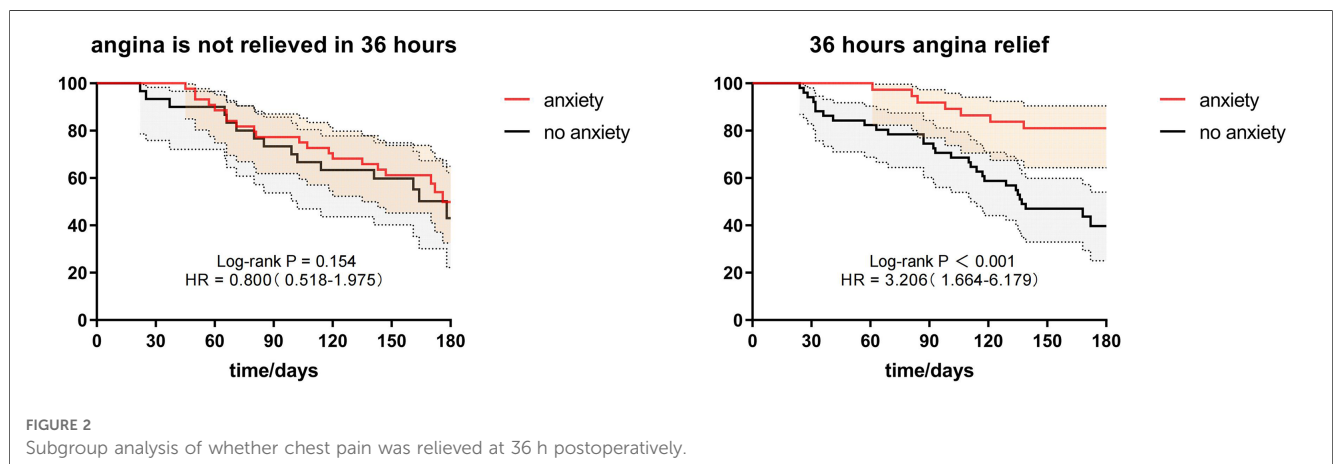 angina is not relieved in 36 hours
100
80
60
40
20
0
0 30 60 90 120 150 180
time/days
Log-rank P = 0.154
HR = 0.800( 0.518-1.975)
anxiety
no anxiety
36 hours angina relief
100
80
60
40
20
0
0 30 60 90 120 150 180
time/days
Log-rank P < 0.001
HR = 3.206( 1.664-6.179)
anxiety
no anxiety
FIGURE 2
Subgroup analysis of whether chest pain was relieved at 36 h postoperatively.